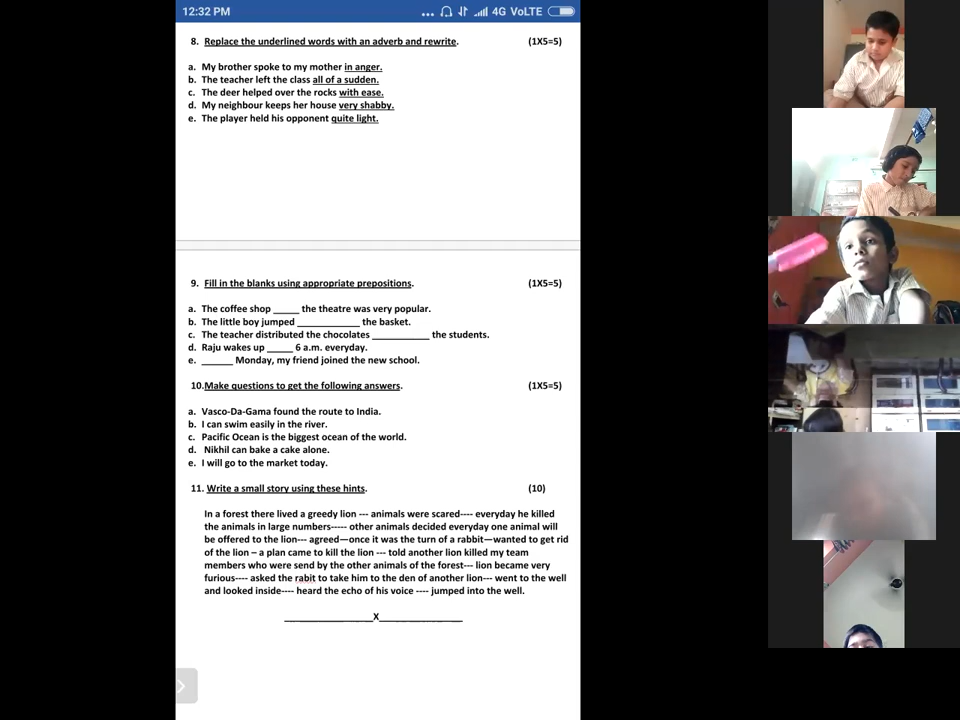 12:32 PM ... 4G VoLTE
8. Replace the underlined words with an adverb and rewrite. (1X5=5)
a. My brother spoke to my mother in anger.
b. The teacher left the class all of a sudden.
c. The deer helped over the rocks with ease.
d. My neighbour keeps her house very shabby.
e. The player held his opponent quite light.
9. Fill in the blanks using appropriate prepositions. (1X5=5)
a. The coffee shop _____ the theatre was very popular.
b. The little boy jumped ____________ the basket.
c. The teacher distributed the chocolates ___________ the students.
d. Raju wakes up _____ 6 a.m. everyday.
e. ______ Monday, my friend joined the new school.
10.Make questions to get the following answers. (1X5=5)
a. Vasco-Da-Gama found the route to India.
b. I can swim easily in the river.
c. Pacific Ocean is the biggest ocean of the world.
d. Nikhil can bake a cake alone.
e. I will go to the market today.
11. Write a small story using these hints. (10)
In a forest there lived a greedy lion --- animals were scared---- everyday he killed
the animals in large numbers----- other animals decided everyday one animal will
be offered to the lion--- agreed—once it was the turn of a rabbit—wanted to get rid
of the lion – a plan came to kill the lion --- told another lion killed my team
members who were send by the other animals of the forest--- lion became very
furious---- asked the rabit to take him to the den of another lion--- went to the well
and looked inside---- heard the echo of his voice ---- jumped into the well.
_________________X________________